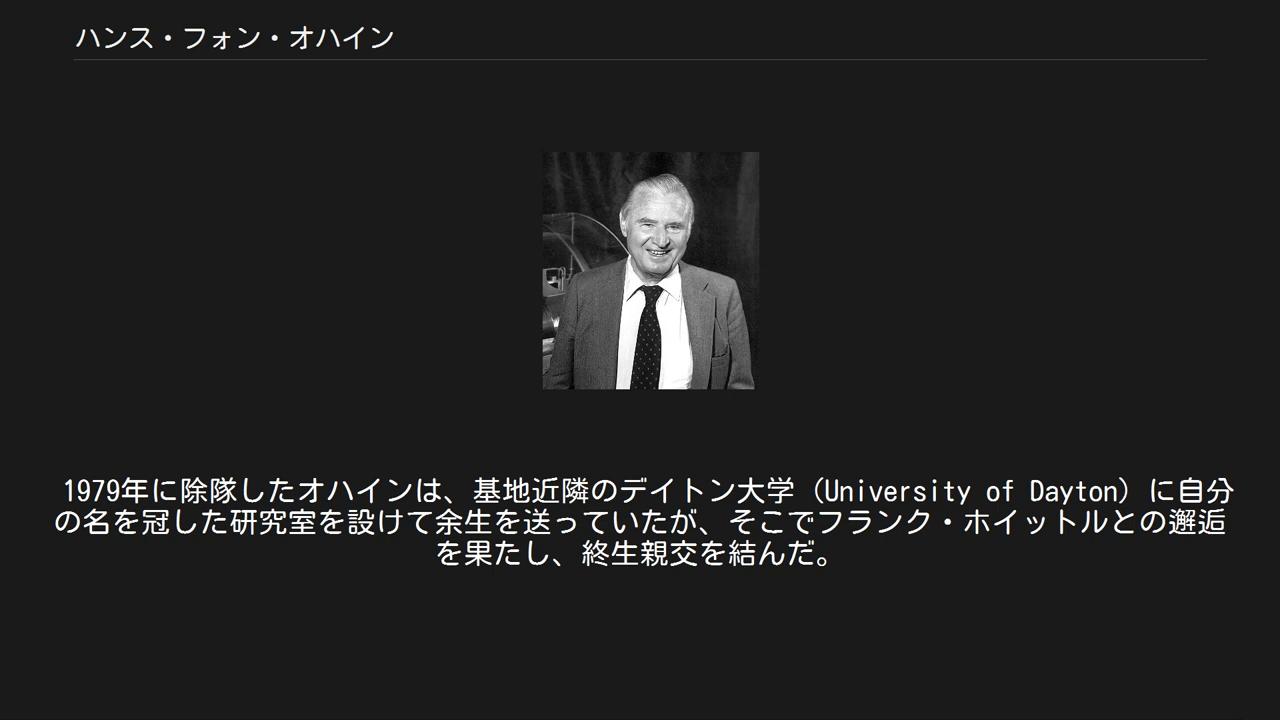 ハンス・フォン・オハイン
1979年に除隊したオハインは、基地近隣のデイトン大学（University of Dayton）に自分
の名を冠した研究室を設けて余生を送っていたが、そこでフランク・ホイットルとの邂逅
を果たし、終生親交を結んだ。